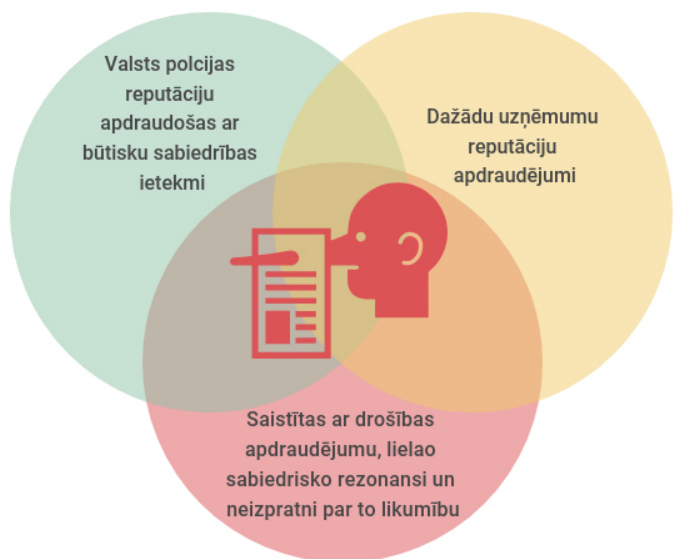 Valsts polcijas
reputāciju
apdraudošas ar
būtisku sabiedrības
ietekmi
Dažādu uzņēmumu
reputāciju
apdraudējumi
Saistītas ar drošības
apdraudējumu, lielao
sabiedrisko rezonansi un
neizpratni par to likumību